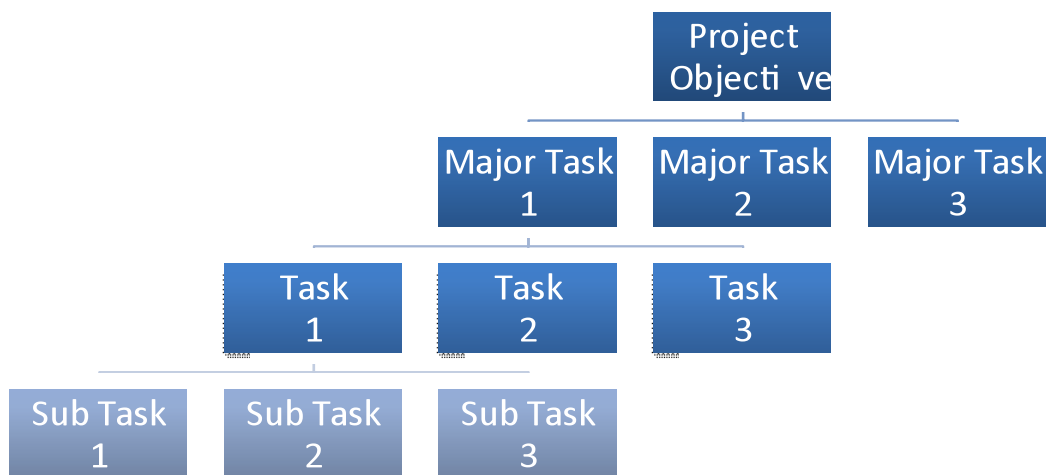 Project
Objecti ve
Major Task
1
Major Task
2
Major Task
3
Task
1
Task
2
Task
3
Sub Task
1
Sub Task
2
Sub Task
3